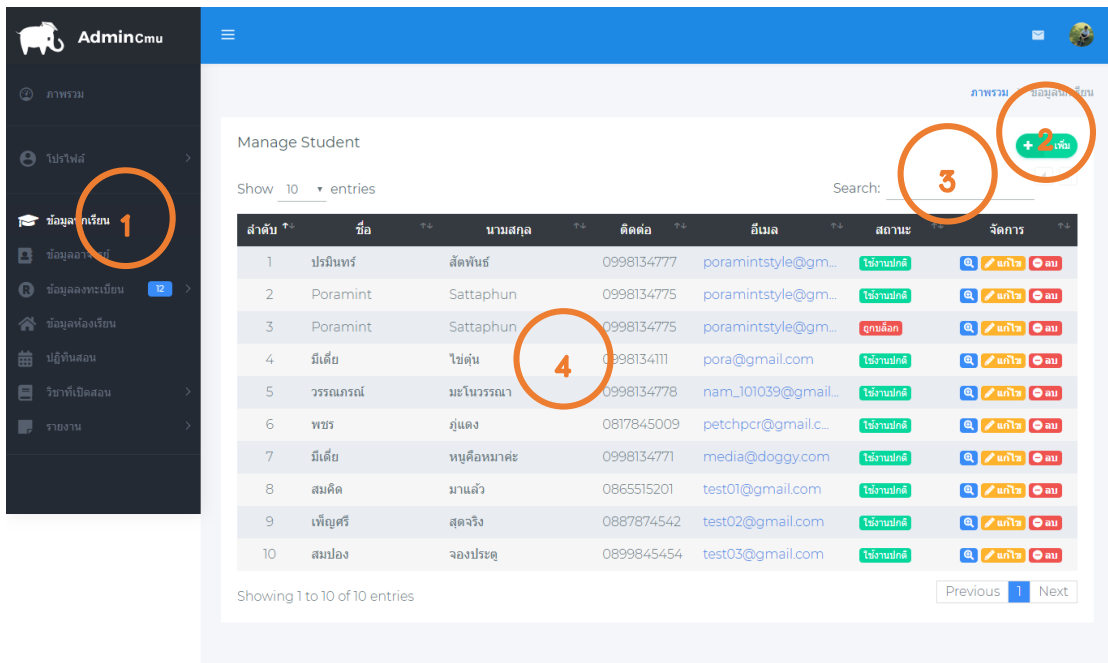 AdminCmu
ภาพรวม
โปรไฟล์
ข้อมูลนักเรียน 1
ข้อมูลอาจารย์
ข้อมูลลงทะเบียน 12
ข้อมูลห้องเรียน
ปฏิทินสอน
วิชาที่เปิดสอน
รายงาน
ภาพรวม ข้อมูลนักเรียน
Manage Student
+ 2 เพิ่ม
Show 10 entries
Search: 3
ลำดับ ชื่อ นามสกุล ติดต่อ อีเมล สถานะ จัดการ
1 ปรมินทร์ สัตพันธ์ 0998134777 poramintstyle@gm... ใช้งานปกติ แก้ไข ลบ
2 Poramint Sattaphun 0998134775 poramintstyle@gm... ใช้งานปกติ แก้ไข ลบ
3 Poramint Sattaphun 0998134775 poramintstyle@gm... ถูกบล็อก แก้ไข ลบ
4 มีเดี่ย ไข่ตุ๋น 4 0998134111 pora@gmail.com ใช้งานปกติ แก้ไข ลบ
5 วรรณภรณ์ มะโนวรรณา 0998134778 nam_101039@gmail... ใช้งานปกติ แก้ไข ลบ
6 พชร ภู่แดง 0817845009 petchpcr@gmail.c... ใช้งานปกติ แก้ไข ลบ
7 มีเดี่ย หนูคือหมาค่ะ 0998134771 media@doggy.com ใช้งานปกติ แก้ไข ลบ
8 สมคิด มาแล้ว 0865515201 test01@gmail.com ใช้งานปกติ แก้ไข ลบ
9 เพ็ญศรี สุดจริง 0887874542 test02@gmail.com ใช้งานปกติ แก้ไข ลบ
10 สมปอง จองประตู 0899845454 test03@gmail.com ใช้งานปกติ แก้ไข ลบ
Showing 1 to 10 of 10 entries
Previous 1 Next